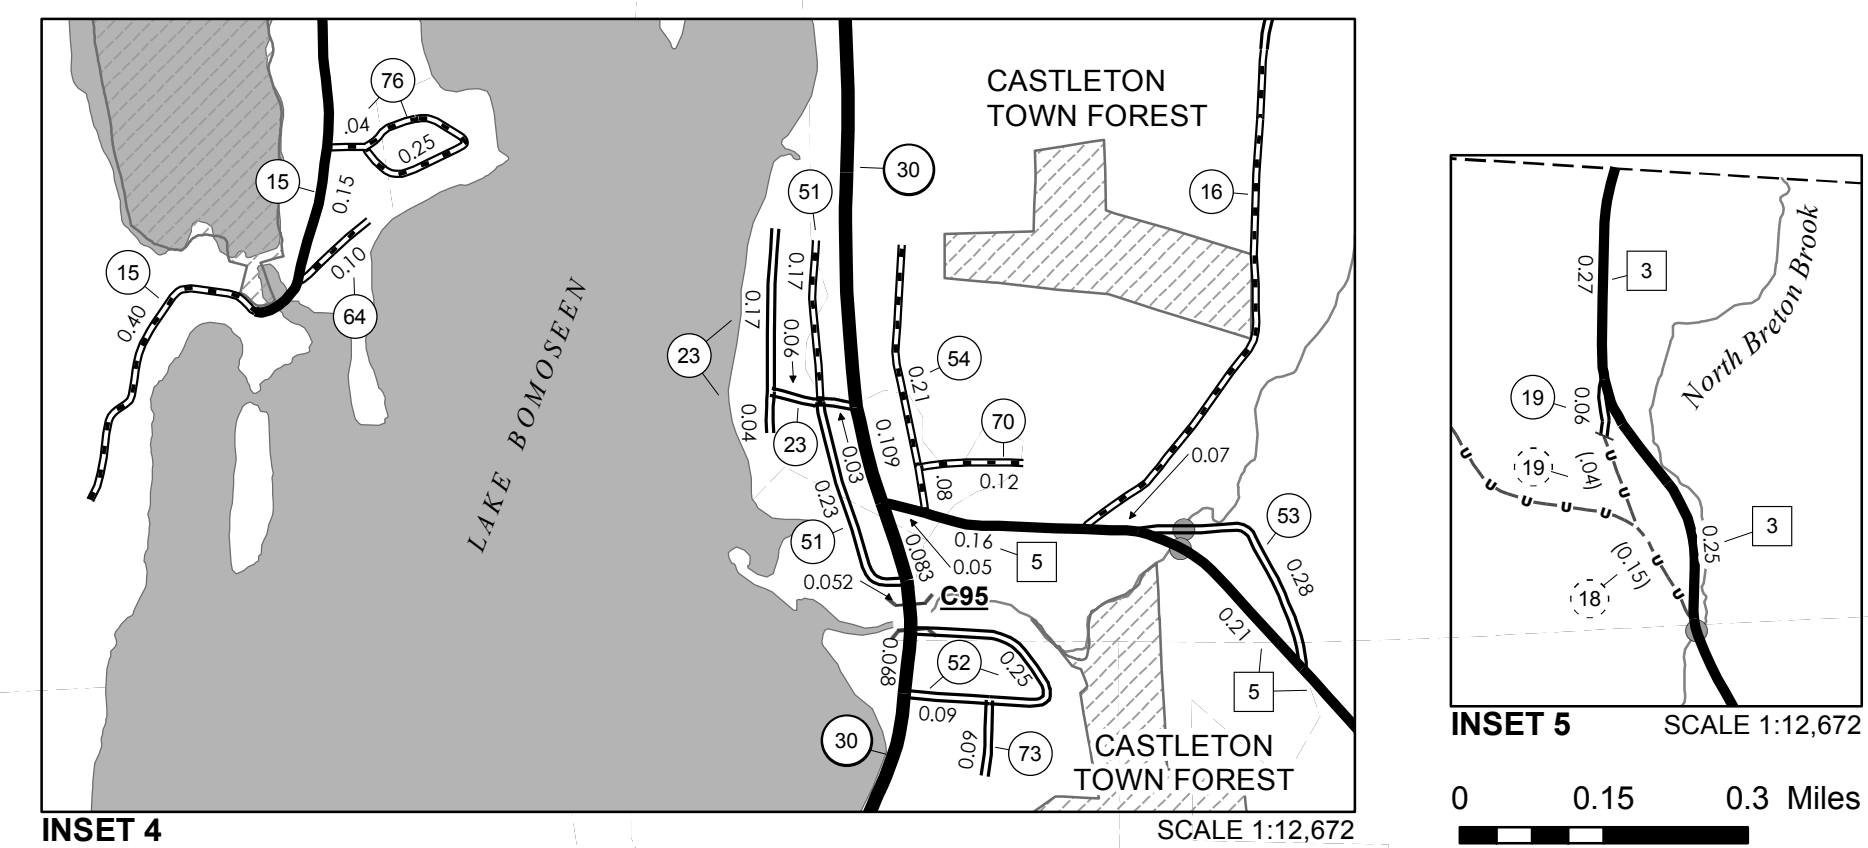 CASTLETON
TOWN FOREST
76
.04
0.25
15
0.15
30
51
16
15
0.10
0.40
64
LAKE BOMOSEEN
0.17
0.17
0.06
23
0.04
23
0.03
0.109
54
0.21
70
0.12
.08
0.07
0.23
51
0.052
0.083
0.16
0.05
5
C95
53
0.28
0.21
5
0.068
52
0.25
0.09
0.09
73
30
CASTLETON
TOWN FOREST
INSET 4
SCALE 1:12,672
North Breton Brook
0.27
3
19
0.06
19
(.04)
3
0.25
(0.15)
18
U
U
U
U
U
U
U
U
U
INSET 5
SCALE 1:12,672
0 0.15 0.3 Miles